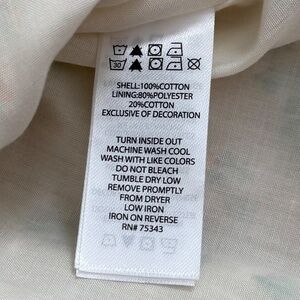 30
SHELL:100%COTTON
LINING:80%POLYESTER
20%COTTON
EXCLUSIVE OF DECORATION
TURN INSIDE OUT
MACHINE WASH COOL
WASH WITH LIKE COLORS
DO NOT BLEACH
TUMBLE DRY LOW
REMOVE PROMPTLY
FROM DRYER
LOW IRON
IRON ON REVERSE
RN# 75343